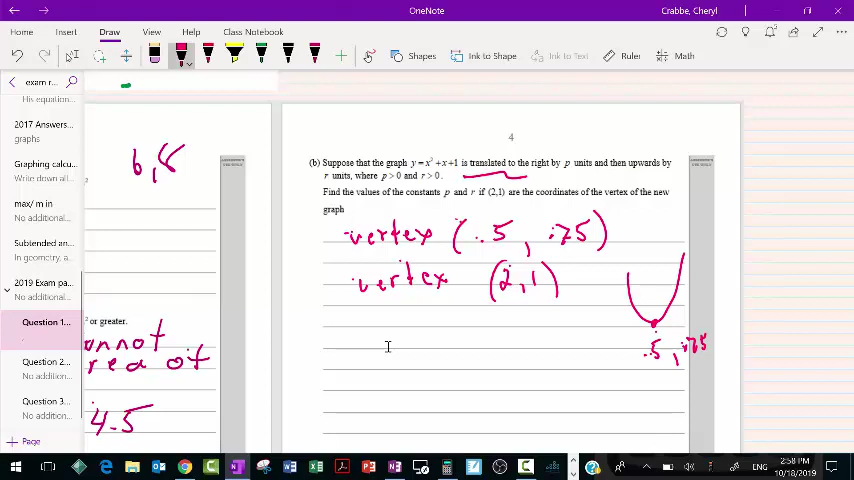 OneNote
Crabbe, Cheryl
Home Insert Draw View Help Class Notebook
Shapes Ink to Shape Ink to Text Ruler Math
exam r...
His equation...
2017 Answers...
graphs
Graphing calcu...
Write down all...
max/ m in
No additional...
Subtended an...
In geometry, a...
2019 Exam pa...
No additional...
Question 1...
.
Question 2...
No addition...
Question 3...
No addition...
Page
6,8
or greater.
annot
rea of
4.5
4
(b) Suppose that the graph y = x² + x + 1 is translated to the right by p units and then upwards by
r units, where p > 0 and r > 0.
Find the values of the constants p and r if (2,1) are the coordinates of the vertex of the new
graph
vertex (.5, .75)
vertex (2,1)
.5, .75
ENG
2:58 PM
10/18/2019